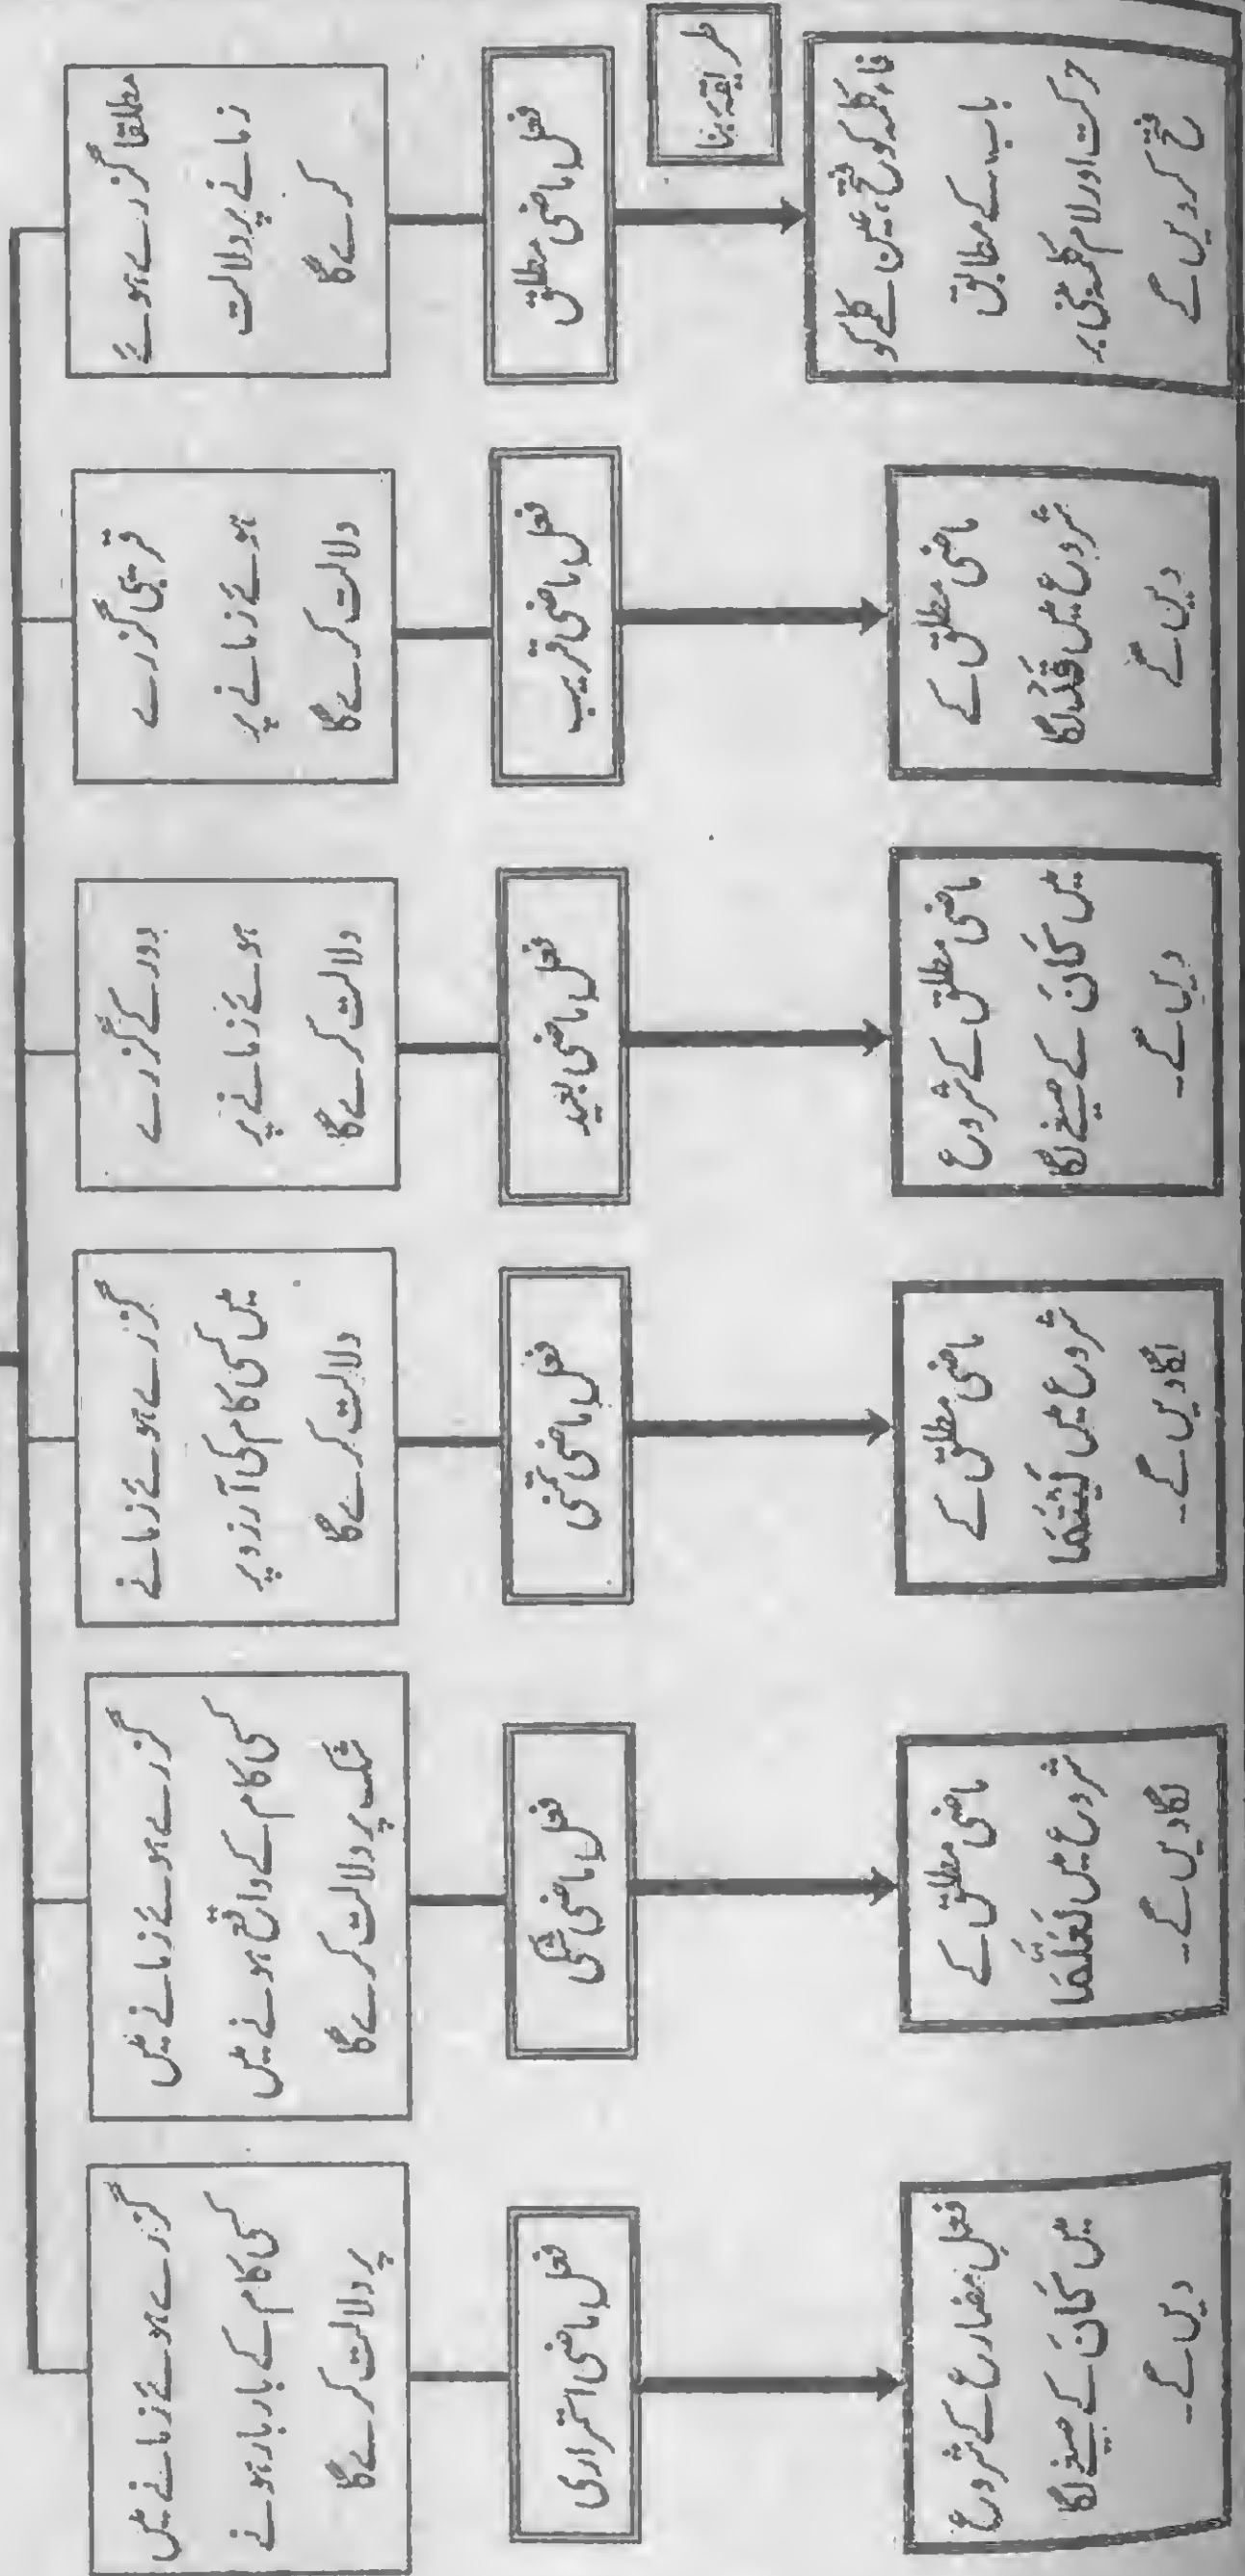 مطلقا گزرے ہوئے
زمانے پر دلالت
کرے گا
قریبی گزرے
ہوئے زمانے پر
دلالت کرے گا
دور کے گزرے
ہوئے زمانے پر
دلالت کرے گا
گزرے ہوئے زمانے
میں کسی کام کی آرزو پر
دلالت کرے گا
گزرے ہوئے زمانے میں
کسی کام کے واقع ہونے میں
شک پر دلالت کرے گا
گزرے ہوئے زمانے میں
کسی کام کے بار بار ہونے
پر دلالت کرے گا
فعل ماضی مطلق
فعل ماضی قریب
فعل ماضی بعید
فعل ماضی تمنی
فعل ماضی شکی
فعل ماضی استمراری
طریقہ بنا
فاء کلمہ کو فتح، عین کلمے کو
باب کے مطابق
حرکت اور لام کلمہ مبنی بر
فتح کردیں گے
ماضی مطلق کے
شروع میں قَدْ لگا
دیں گے
ماضی مطلق کے شروع
میں کَانَ کے صیغے لگا
دیں گے۔
ماضی مطلق کے
شروع میں لَیْتَمَا
لگا دیں گے۔
ماضی مطلق کے
شروع میں لَعَلَّمَا
لگا دیں گے۔
فعل مضارع کے شروع
میں کَانَ کے صیغے لگا
دیں گے۔